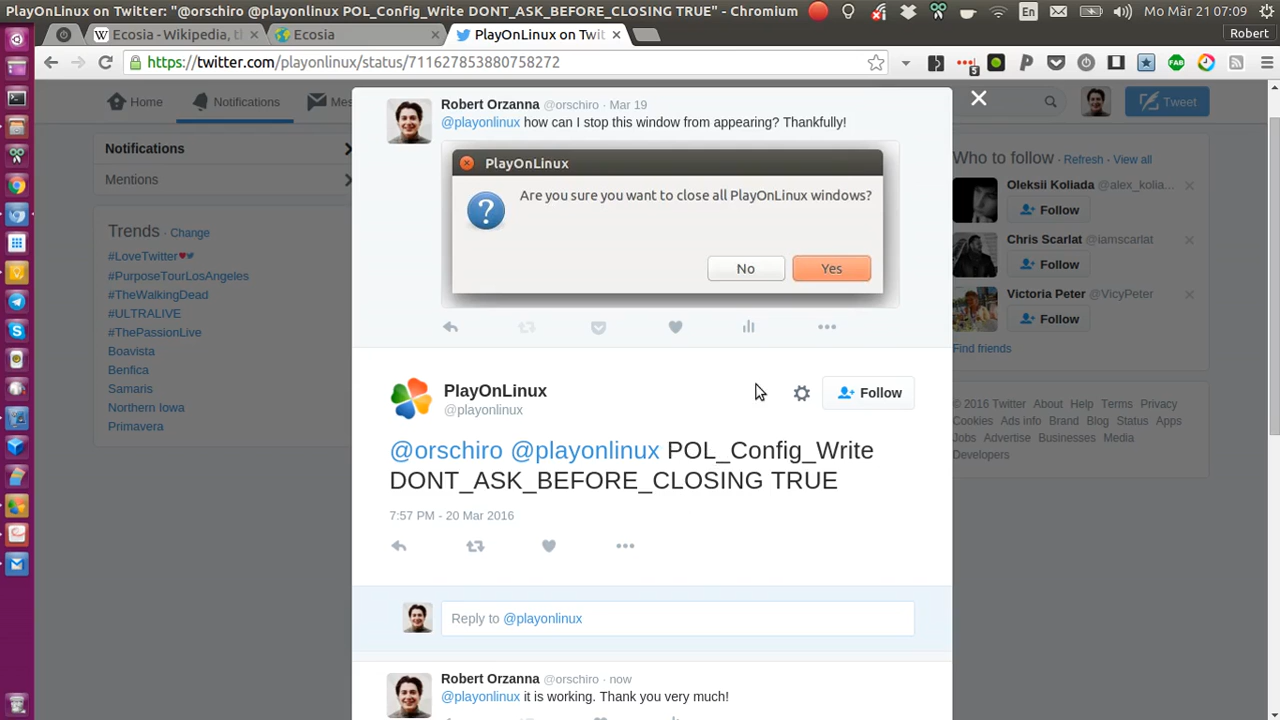 PlayOnLinux on Twitter: "@orschiro @playonlinux POL_Config_Write DONT_ASK_BEFORE_CLOSING TRUE" - Chromium
En
Mo Mär 21 07:09
Ecosia - Wikipedia, t
Ecosia
PlayOnLinux on Twit
Robert
https://twitter.com/playonlinux/status/711627853880758272
5
FAB
Home
Notifications
Mes
Tweet
Notifications
Mentions
Trends · Change
#LoveTwitter
#PurposeTourLosAngeles
#TheWalkingDead
#ULTRALIVE
#ThePassionLive
Boavista
Benfica
Samaris
Northern Iowa
Primavera
Robert Orzanna @orschiro · Mar 19
@playonlinux how can I stop this window from appearing? Thankfully!
PlayOnLinux
Are you sure you want to close all PlayOnLinux windows?
No
Yes
PlayOnLinux
@playonlinux
Follow
@orschiro @playonlinux POL_Config_Write
DONT_ASK_BEFORE_CLOSING TRUE
7:57 PM - 20 Mar 2016
Reply to @playonlinux
Robert Orzanna @orschiro · now
@playonlinux it is working. Thank you very much!
Who to follow · Refresh · View all
Oleksii Koliada @alex_kolia...
Follow
Chris Scarlat @iamscarlat
Follow
Victoria Peter @VicyPeter
Follow
Find friends
© 2016 Twitter About Help Terms Privacy
Cookies Ads info Brand Blog Status Apps
Jobs Advertise Businesses Media
Developers